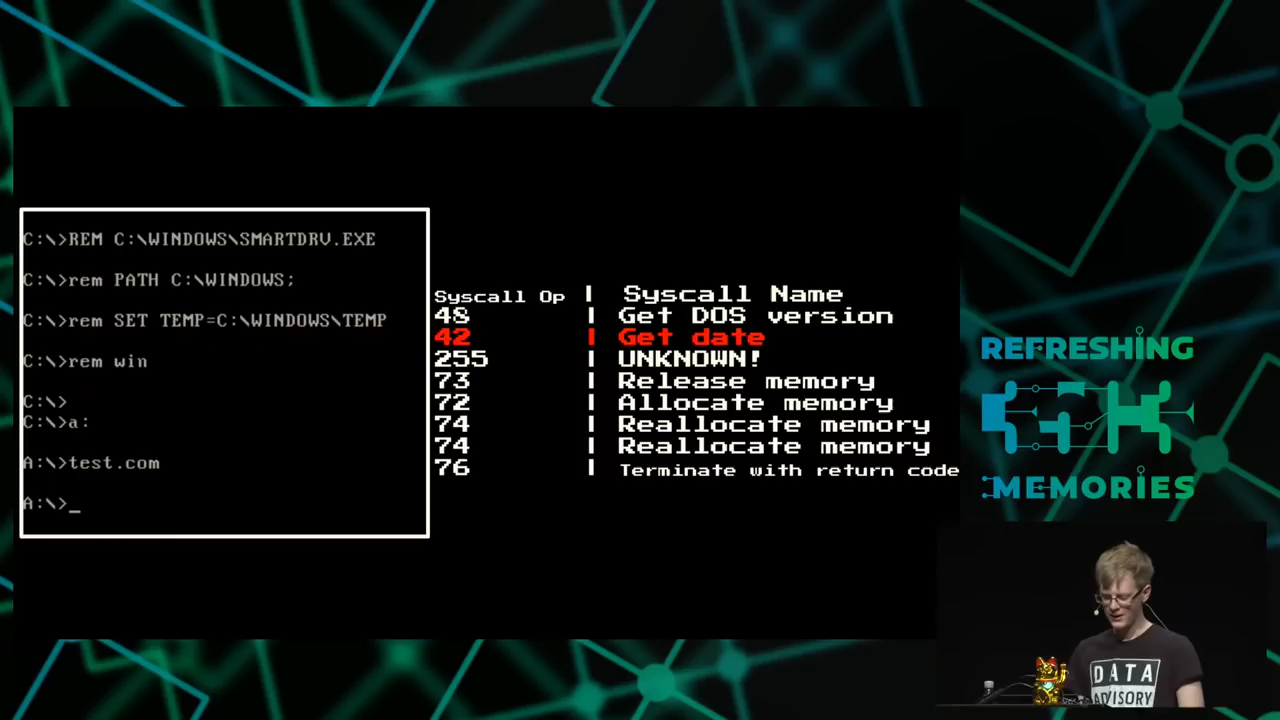 C:\>REM C:\WINDOWS\SMARTDRV.EXE
C:\>rem PATH C:\WINDOWS;
C:\>rem SET TEMP=C:\WINDOWS\TEMP
C:\>rem win
C:\>
C:\>a:
A:\>test.com
A:\>_
Syscall Op | Syscall Name
48 | Get DOS version
42 | Get date
255 | UNKNOWN!
73 | Release memory
72 | Allocate memory
74 | Reallocate memory
74 | Reallocate memory
76 | Terminate with return code
REFRESHING
35C3
MEMORIES
DATA
ADVISORY